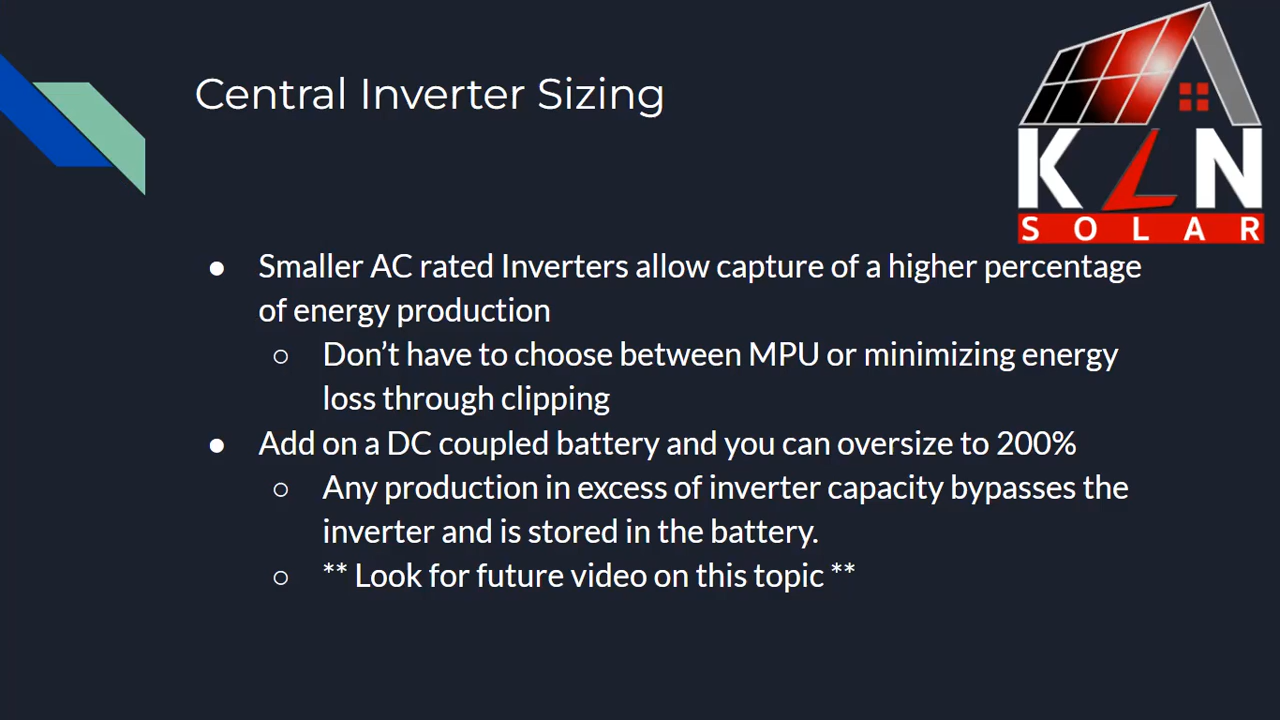 Central Inverter Sizing
KLN
SOLAR
● Smaller AC rated Inverters allow capture of a higher percentage
of energy production
○ Don’t have to choose between MPU or minimizing energy
loss through clipping
● Add on a DC coupled battery and you can oversize to 200%
○ Any production in excess of inverter capacity bypasses the
inverter and is stored in the battery.
○ ** Look for future video on this topic **